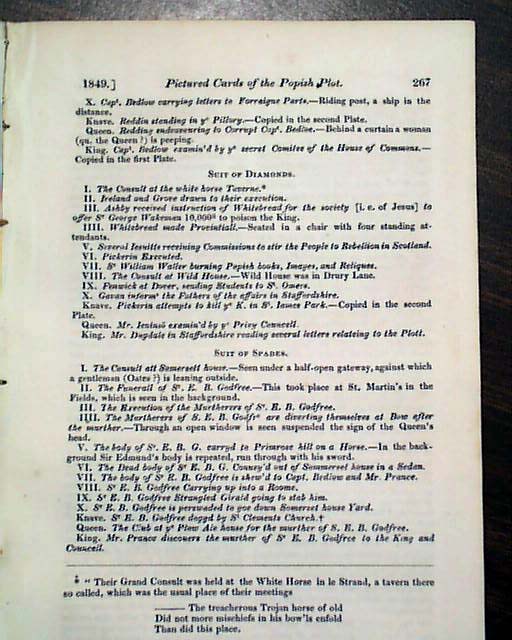 1849.] Pictured Cards of the Popish Plot. 267
X. Capt. Bedlow carrying letters to Forraigne Parts.—Riding post, a ship in the
distance.
Knave. Reddin standing in ye Pillory.—Copied in the second Plate.
Queen. Redding endeavouring to Corrupt Capt. Bedloe.—Behind a curtain a woman
(qu. the Queen?) is peeping.
King. Capt. Bedlow examin'd by ye secret Comitee of the House of Commons.—
Copied in the first Plate.
SUIT OF DIAMONDS.
I. The Consult at the white horse Taverne.*
II. Ireland and Grove drawn to their execution.
III. Ashby received instruction of Whitebread for the society [i. e. of Jesus] to
offer Sr George Wakeman 10,000 to poison the King.
IIII. Whitebread made Provintiall.—Seated in a chair with four standing at-
tendants.
V. Severall Iesuitts receiving Commissions to stir the People to Rebellion in Scotland.
VI. Pickerin Executed.
VII. Sr William Waller burning Popish books, Images, and Reliques.
VIII. The Consult at Wild House.—Wild House was in Drury Lane.
IX. Fenwick at Dover, sending Students to St. Omers.
X. Gavan inform' the Fathers of the affairs in Staffordshire.
Knave. Pickerin attempts to kill ye K. in St. Iames Park.—Copied in the second
Plate.
Queen. Mr. Jenison examin'd by ye Privy Councell.
King. Mr. Dugdale in Staffordshire reading several letters relateing to the Plott.
SUIT OF SPADES.
I. The Consult att Somersett house.—Seen under a half-open gateway, against which
a gentleman (Oates?) is leaning outside.
II. The Funerall of Sr. E. B. Godfree.—This took place at St. Martin's in the
Fields, which is seen in the background.
III. The Execution of the Murtherers of Sr. E. B. Godfree.
IIII. The Murtherers of S. E. B. are diverting themselves at Bow after
the murther.—Through an open window is seen suspended the sign of the Queen's
head.
V. The body of Sr. E. B. G. carryd to Primrose hill on a Horse.—In the back-
ground Sir Edmund's body is repeated, run through with his sword.
VI. The Dead body of Sr E. B. G. Convey'd out of Sommerset house in a Sedan.
VII. The body of Sr E. B. Godfree is shew'd to Capt. Bedlow and Mr. Prance.
VIII. Sr E. B. Godfree Carrying up into a Roome.
IX. Sr E. B. Godfree Strangled Girald going to stab him.
X. Sr E. B. Godfree is perswaded to goe down Somerset house Yard.
Knave. Sr E. B. Godfree dogg'd by St Clements Church.†
Queen. The Club at ye Plow Ale house for the murther of S. E. B. Godfree.
King. Mr. Prance discovers the murther of Sr E. B. Godfree to the King and
Councill.
* "Their Grand Consult was held at the White Horse in le Strand, a tavern there
so called, which was the usual place of their meetings
——— The treacherous Trojan horse of old
Did not more mischiefs in his bow'ls enfold
Than did this place.